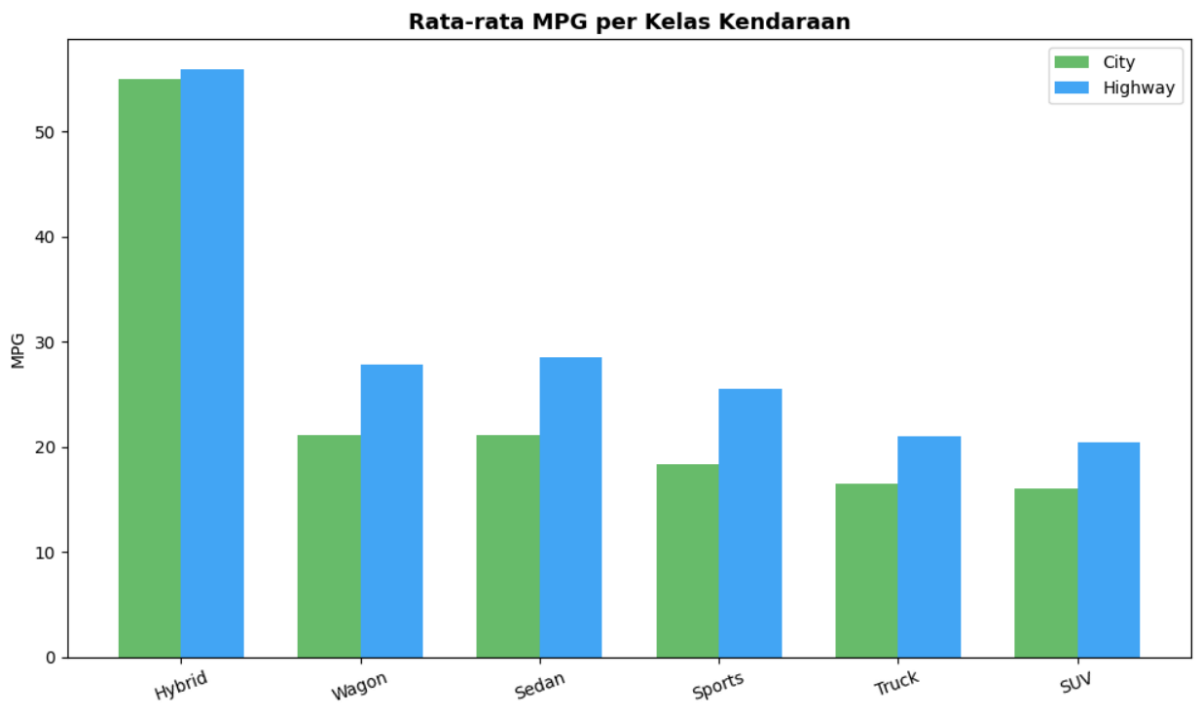 Rata-rata MPG per Kelas Kendaraan
City
Highway
MPG
50
40
30
20
10
0
Hybrid
Wagon
Sedan
Sports
Truck
SUV